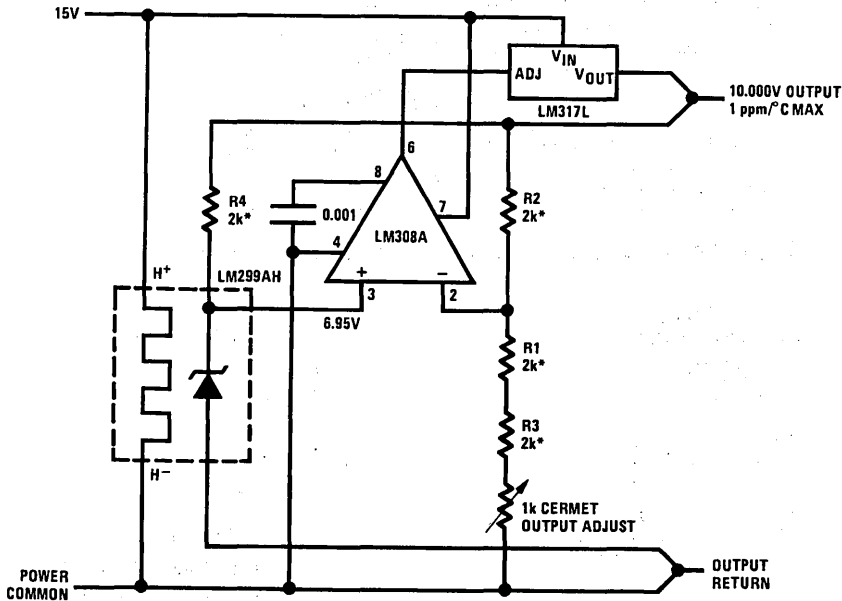 15V
V_IN
ADJ
V_OUT
LM317L
10.000V OUTPUT
1 ppm/°C MAX
6
8
R4
2k*
0.001
7
R2
2k*
4
LM308A
H+
LM299AH
+
−
3
2
6.95V
R1
2k*
R3
2k*
H−
1k CERMET
OUTPUT ADJUST
POWER
COMMON
OUTPUT
RETURN